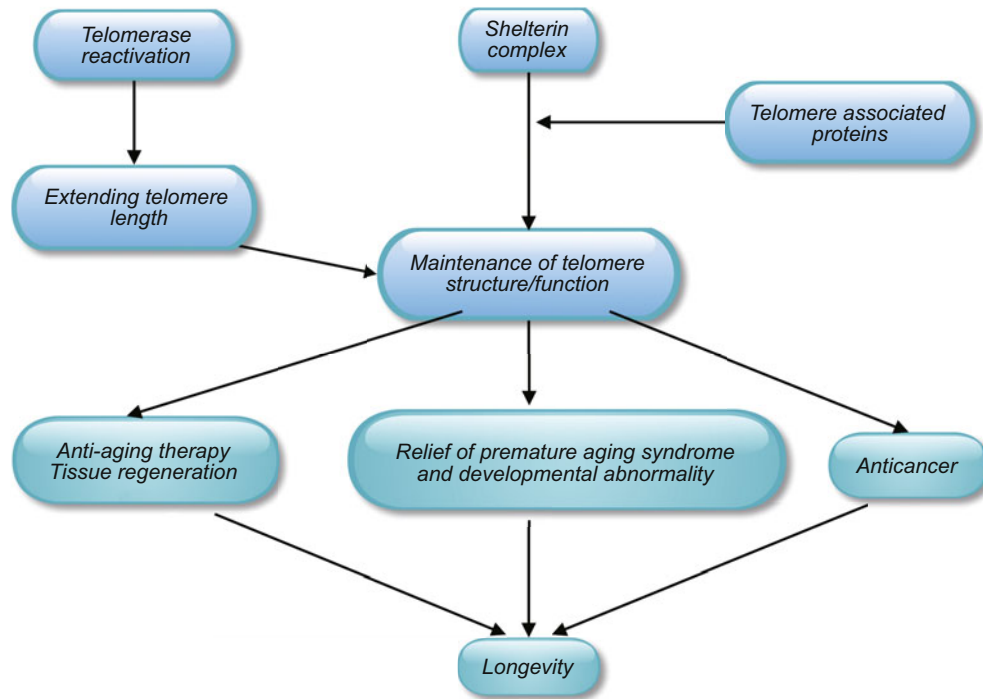 Telomerase
reactivation
Shelterin
complex
Telomere associated
proteins
Extending telomere
length
Maintenance of telomere
structure/function
Anti-aging therapy
Tissue regeneration
Relief of premature aging syndrome
and developmental abnormality
Anticancer
Longevity